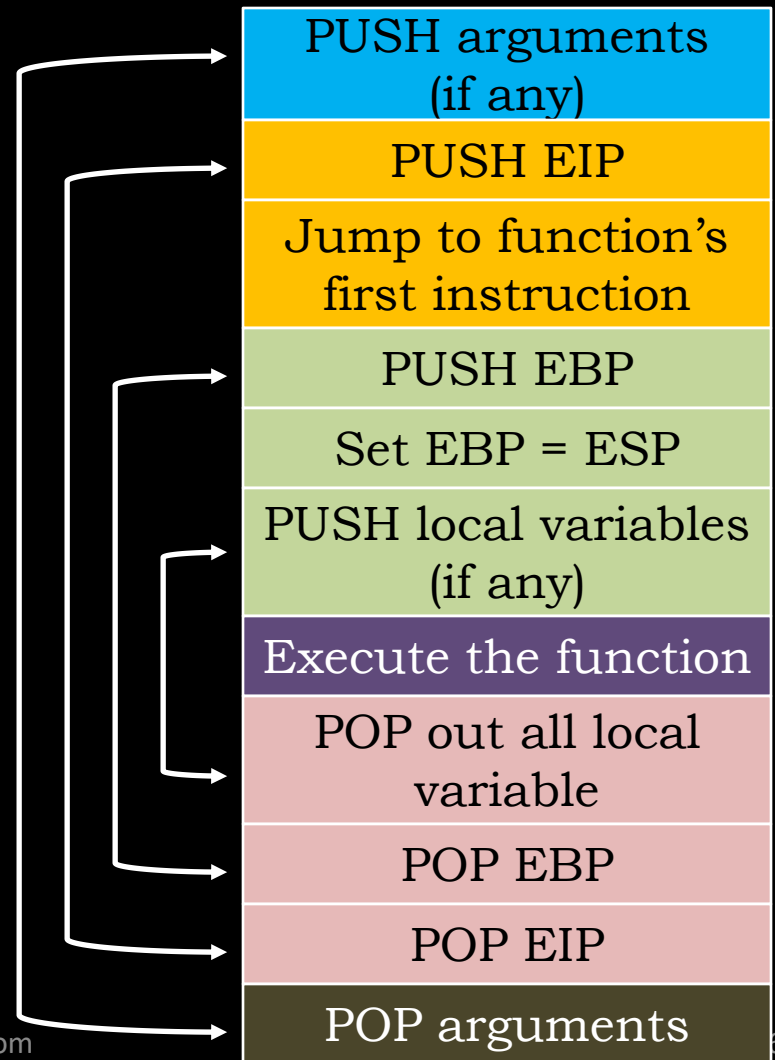 PUSH arguments
(if any)
PUSH EIP
Jump to function’s
first instruction
PUSH EBP
Set EBP = ESP
PUSH local variables
(if any)
Execute the function
POP out all local
variable
POP EBP
POP EIP
POP arguments